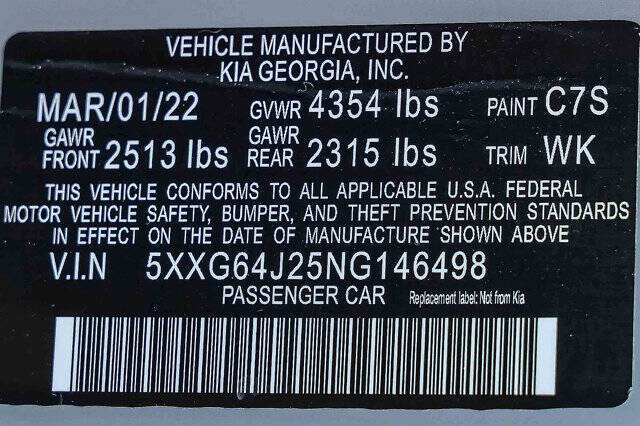 VEHICLE MANUFACTURED BY
KIA GEORGIA, INC.
MAR/01/22 GVWR 4354 lbs PAINT C7S
GAWR FRONT 2513 lbs GAWR REAR 2315 lbs TRIM WK
THIS VEHICLE CONFORMS TO ALL APPLICABLE U.S.A. FEDERAL
MOTOR VEHICLE SAFETY, BUMPER, AND THEFT PREVENTION STANDARDS
IN EFFECT ON THE DATE OF MANUFACTURE SHOWN ABOVE
V.I.N 5XXG64J25NG146498
PASSENGER CAR Replacement label: Not from Kia